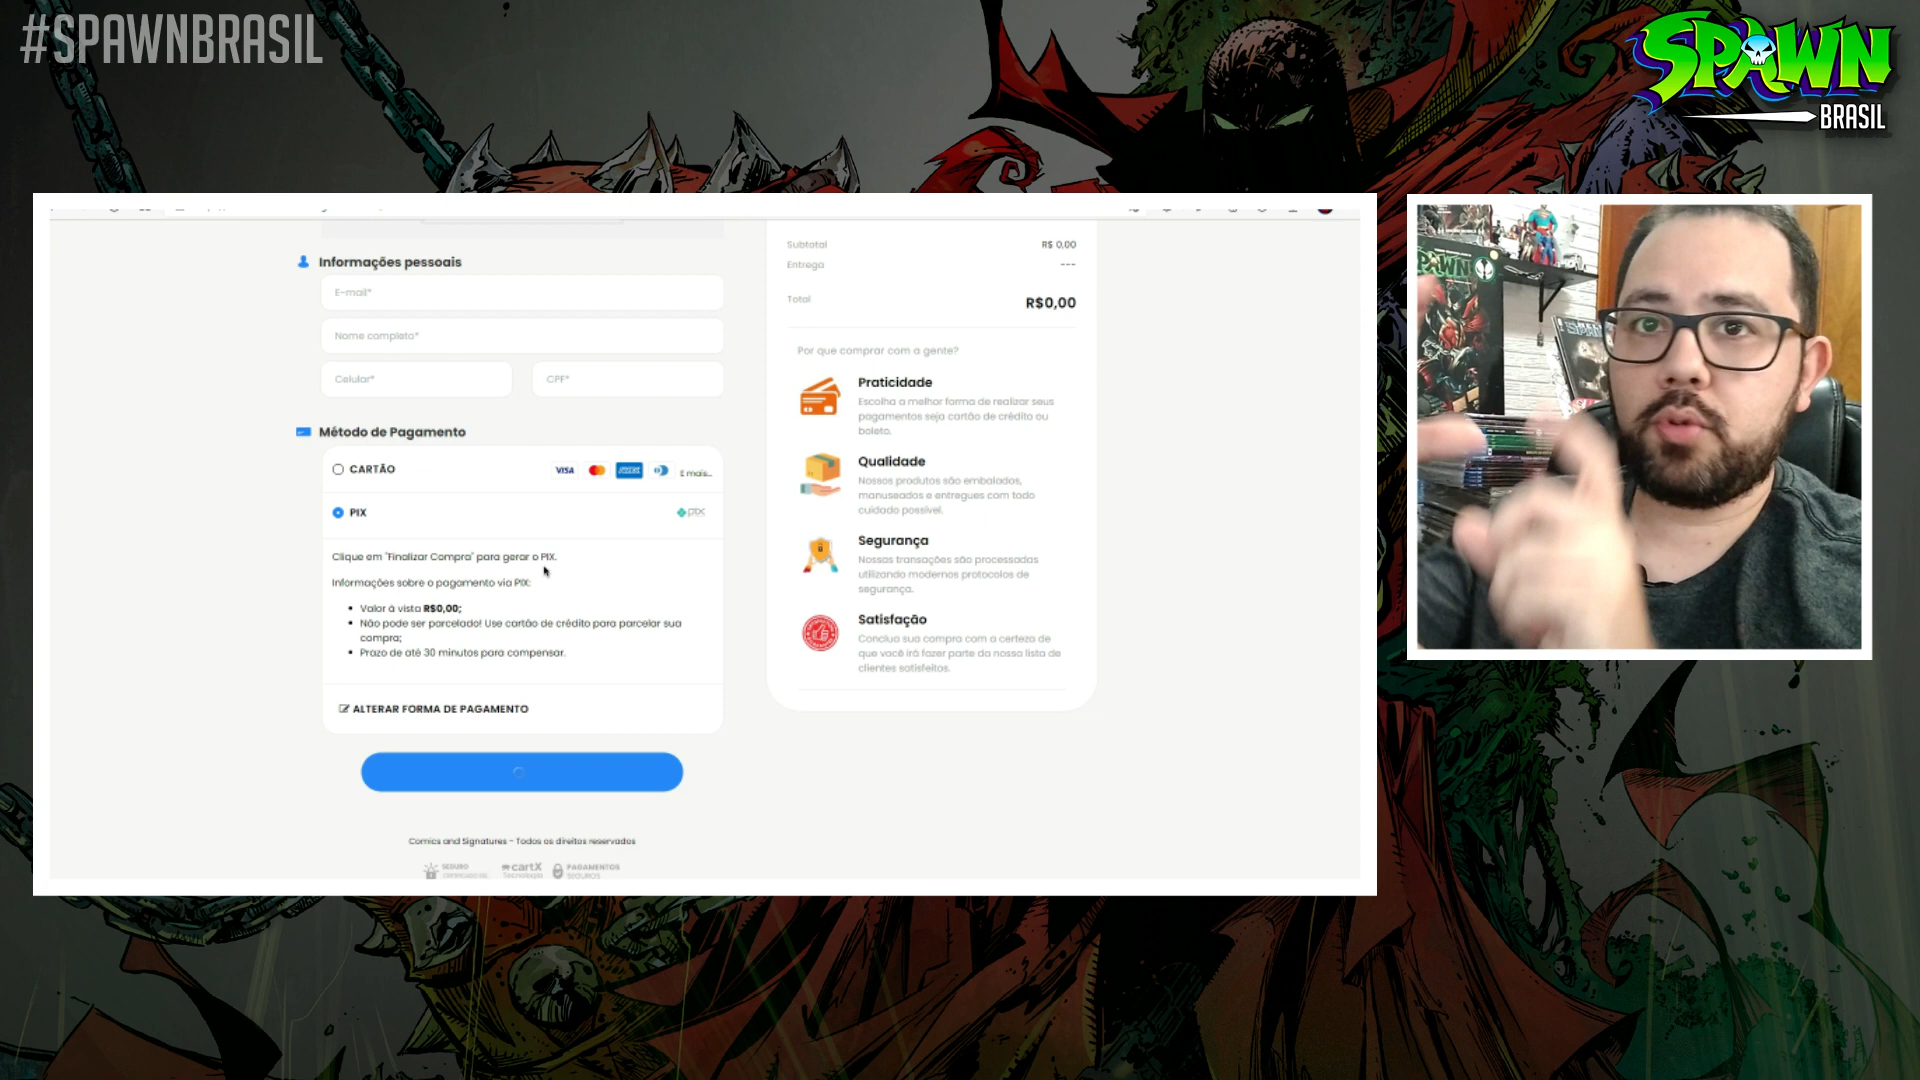 #SPAWNBRASIL
SPAWN
BRASIL
Informações pessoais
E-mail*
Nome completo*
Celular*
CPF*
Método de Pagamento
CARTÃO
VISA
E mais...
PIX
pix
Clique em "Finalizar Compra" para gerar o PIX.
Informações sobre o pagamento via PIX:
Valor à vista R$0,00;
Não pode ser parcelado! Use cartão de crédito para parcelar sua
compra;
Prazo de até 30 minutos para compensar.
ALTERAR FORMA DE PAGAMENTO
Comics and Signatures - Todos os direitos reservados
SEGURO
cartX
Tecnologia
PAGAMENTOS
SEGUROS
Subtotal
R$ 0,00
Entrega
---
Total
R$0,00
Por que comprar com a gente?
Praticidade
Escolha a melhor forma de realizar seus
pagamentos seja cartão de crédito ou
boleto.
Qualidade
Nossos produtos são embalados,
manuseados e entregues com todo
cuidado possível.
Segurança
Nossas transações são processadas
utilizando modernos protocolos de
segurança.
Satisfação
Conclua sua compra com a certeza de
que você irá fazer parte da nossa lista de
clientes satisfeitos.
SPAWN